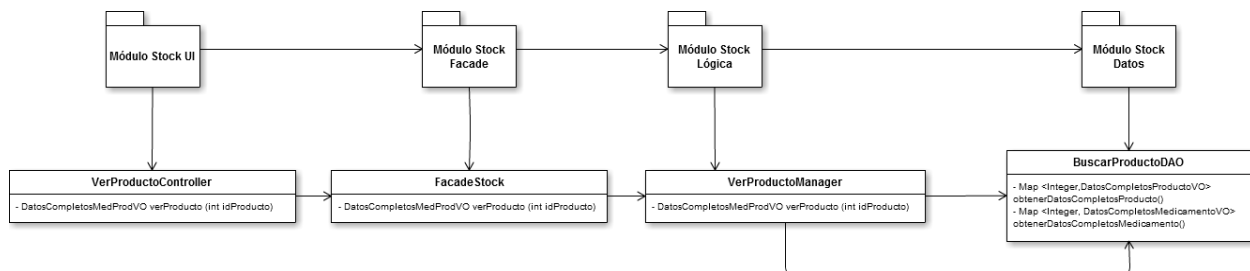 Módulo Stock UI
Módulo Stock
Facade
Módulo Stock
Lógica
Módulo Stock
Datos
VerProductoController
- DatosCompletosMedProdVO verProducto (int idProducto)
FacadeStock
- DatosCompletosMedProdVO verProducto (int idProducto)
VerProductoManager
- DatosCompletosMedProdVO verProducto (int idProducto)
BuscarProductoDAO
- Map <Integer,DatosCompletosProductoVO>
obtenerDatosCompletosProducto()
- Map <Integer, DatosCompletosMedicamentoVO>
obtenerDatosCompletosMedicamento()